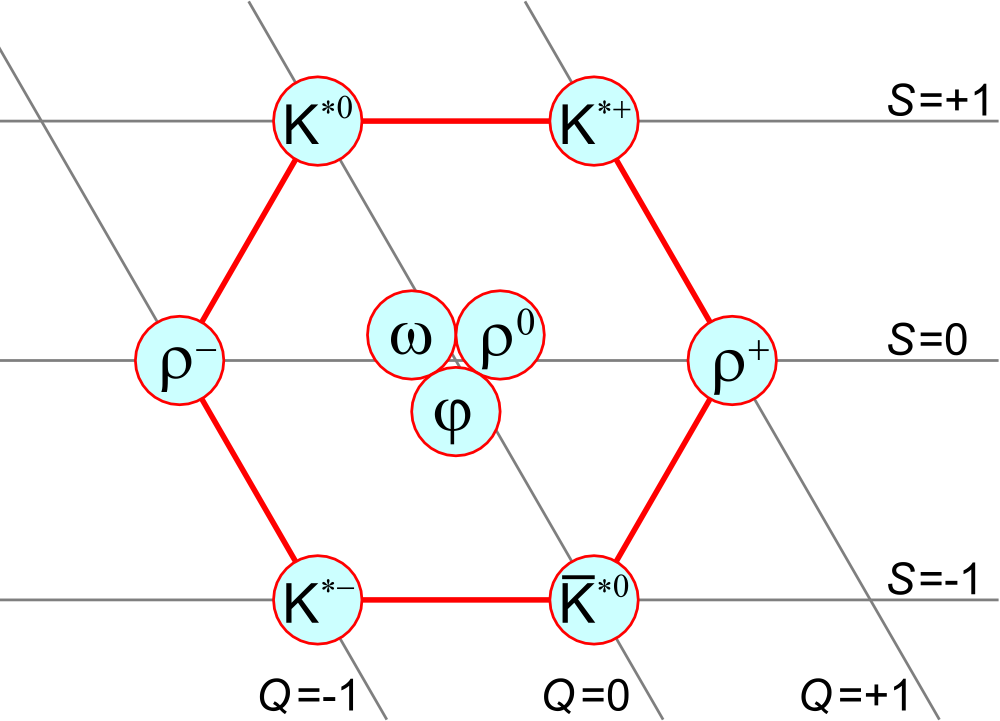 K*0 K*+ S=+1
ω ρ0
ρ− ρ+ S=0
φ
K*− K̅*0 S=-1
Q=-1 Q=0 Q=+1